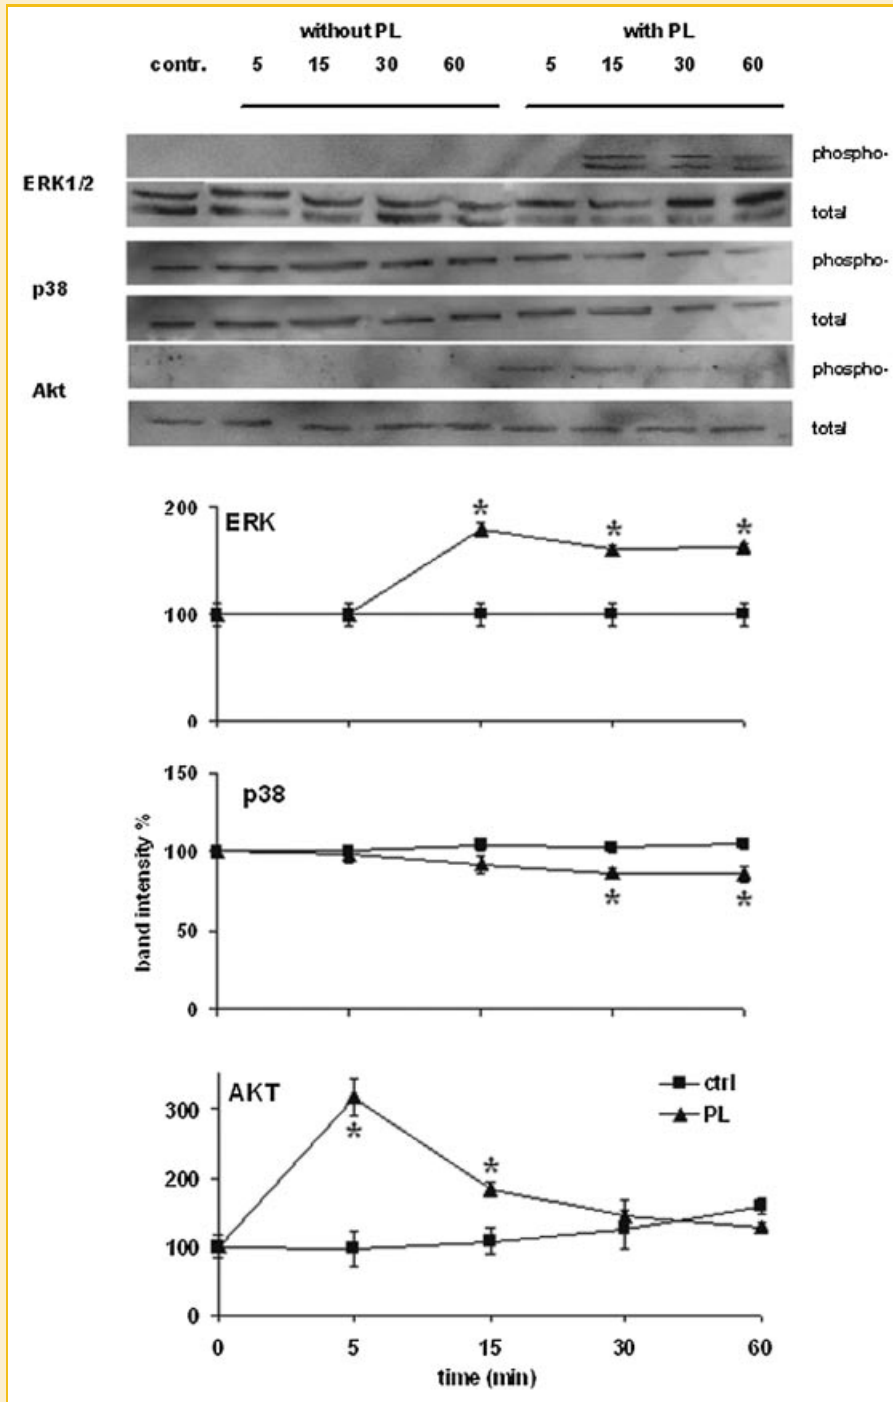 without PL with PL
contr. 5 15 30 60 5 15 30 60
ERK1/2
phospho-
total
p38
phospho-
total
Akt
phospho-
total
200
ERK
*
*
*
100
0
150
p38
100
*
*
50
0
band intensity %
AKT
ctrl
PL
300
*
*
200
100
0
0 5 15 30 60
time (min)